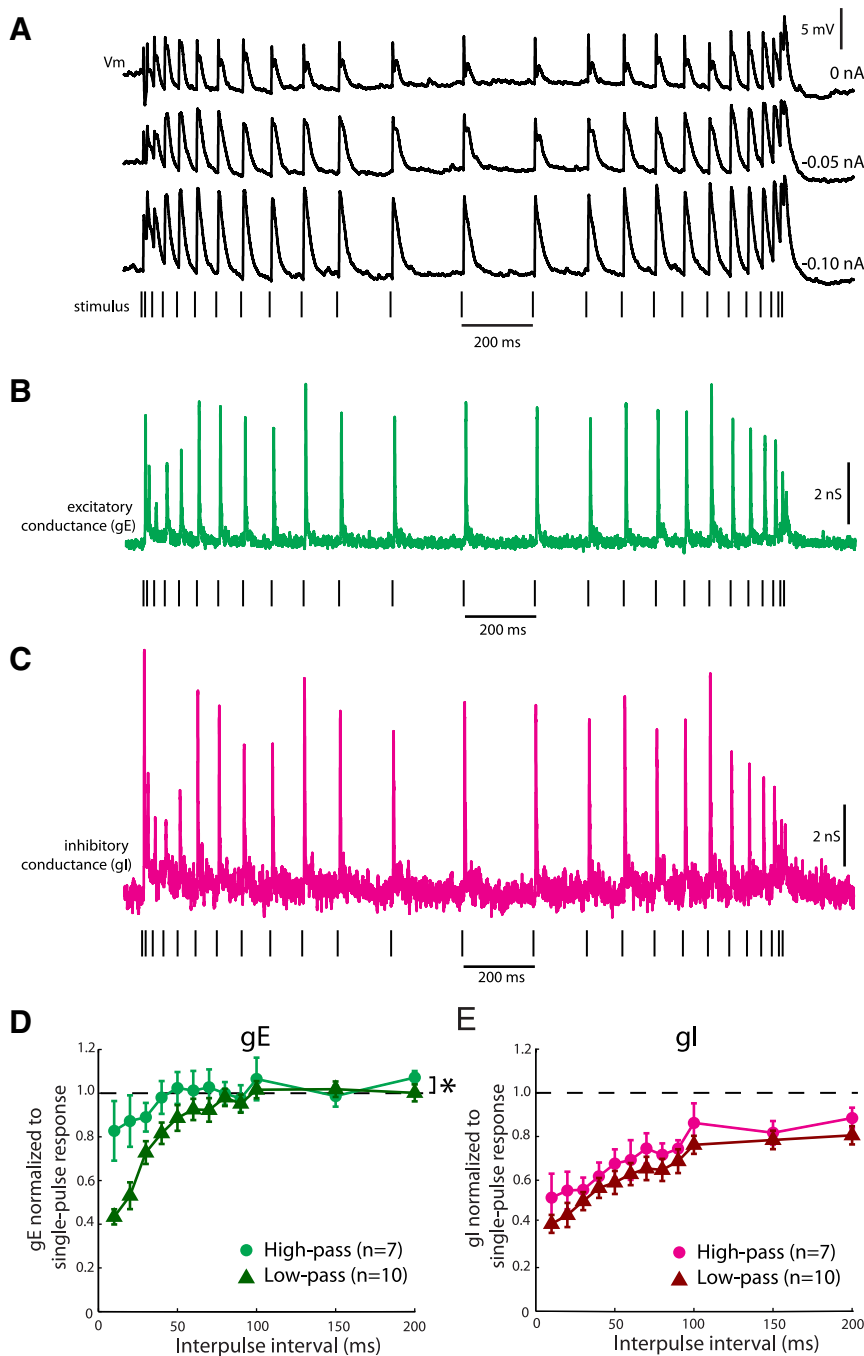 A
Vm
5 mV
0 nA
-0.05 nA
-0.10 nA
stimulus
200 ms
B
excitatory
conductance (gE)
2 nS
200 ms
C
inhibitory
conductance (gI)
2 nS
200 ms
D
gE
gE normalized to
single-pulse response
1.2
1.0
0.8
0.6
0.4
0.2
0
*
High-pass (n=7)
Low-pass (n=10)
0 50 100 150 200
Interpulse interval (ms)
E
gI
gI normalized to
single-pulse response
1.2
1.0
0.8
0.6
0.4
0.2
0
High-pass (n=7)
Low-pass (n=10)
0 50 100 150 200
Interpulse interval (ms)